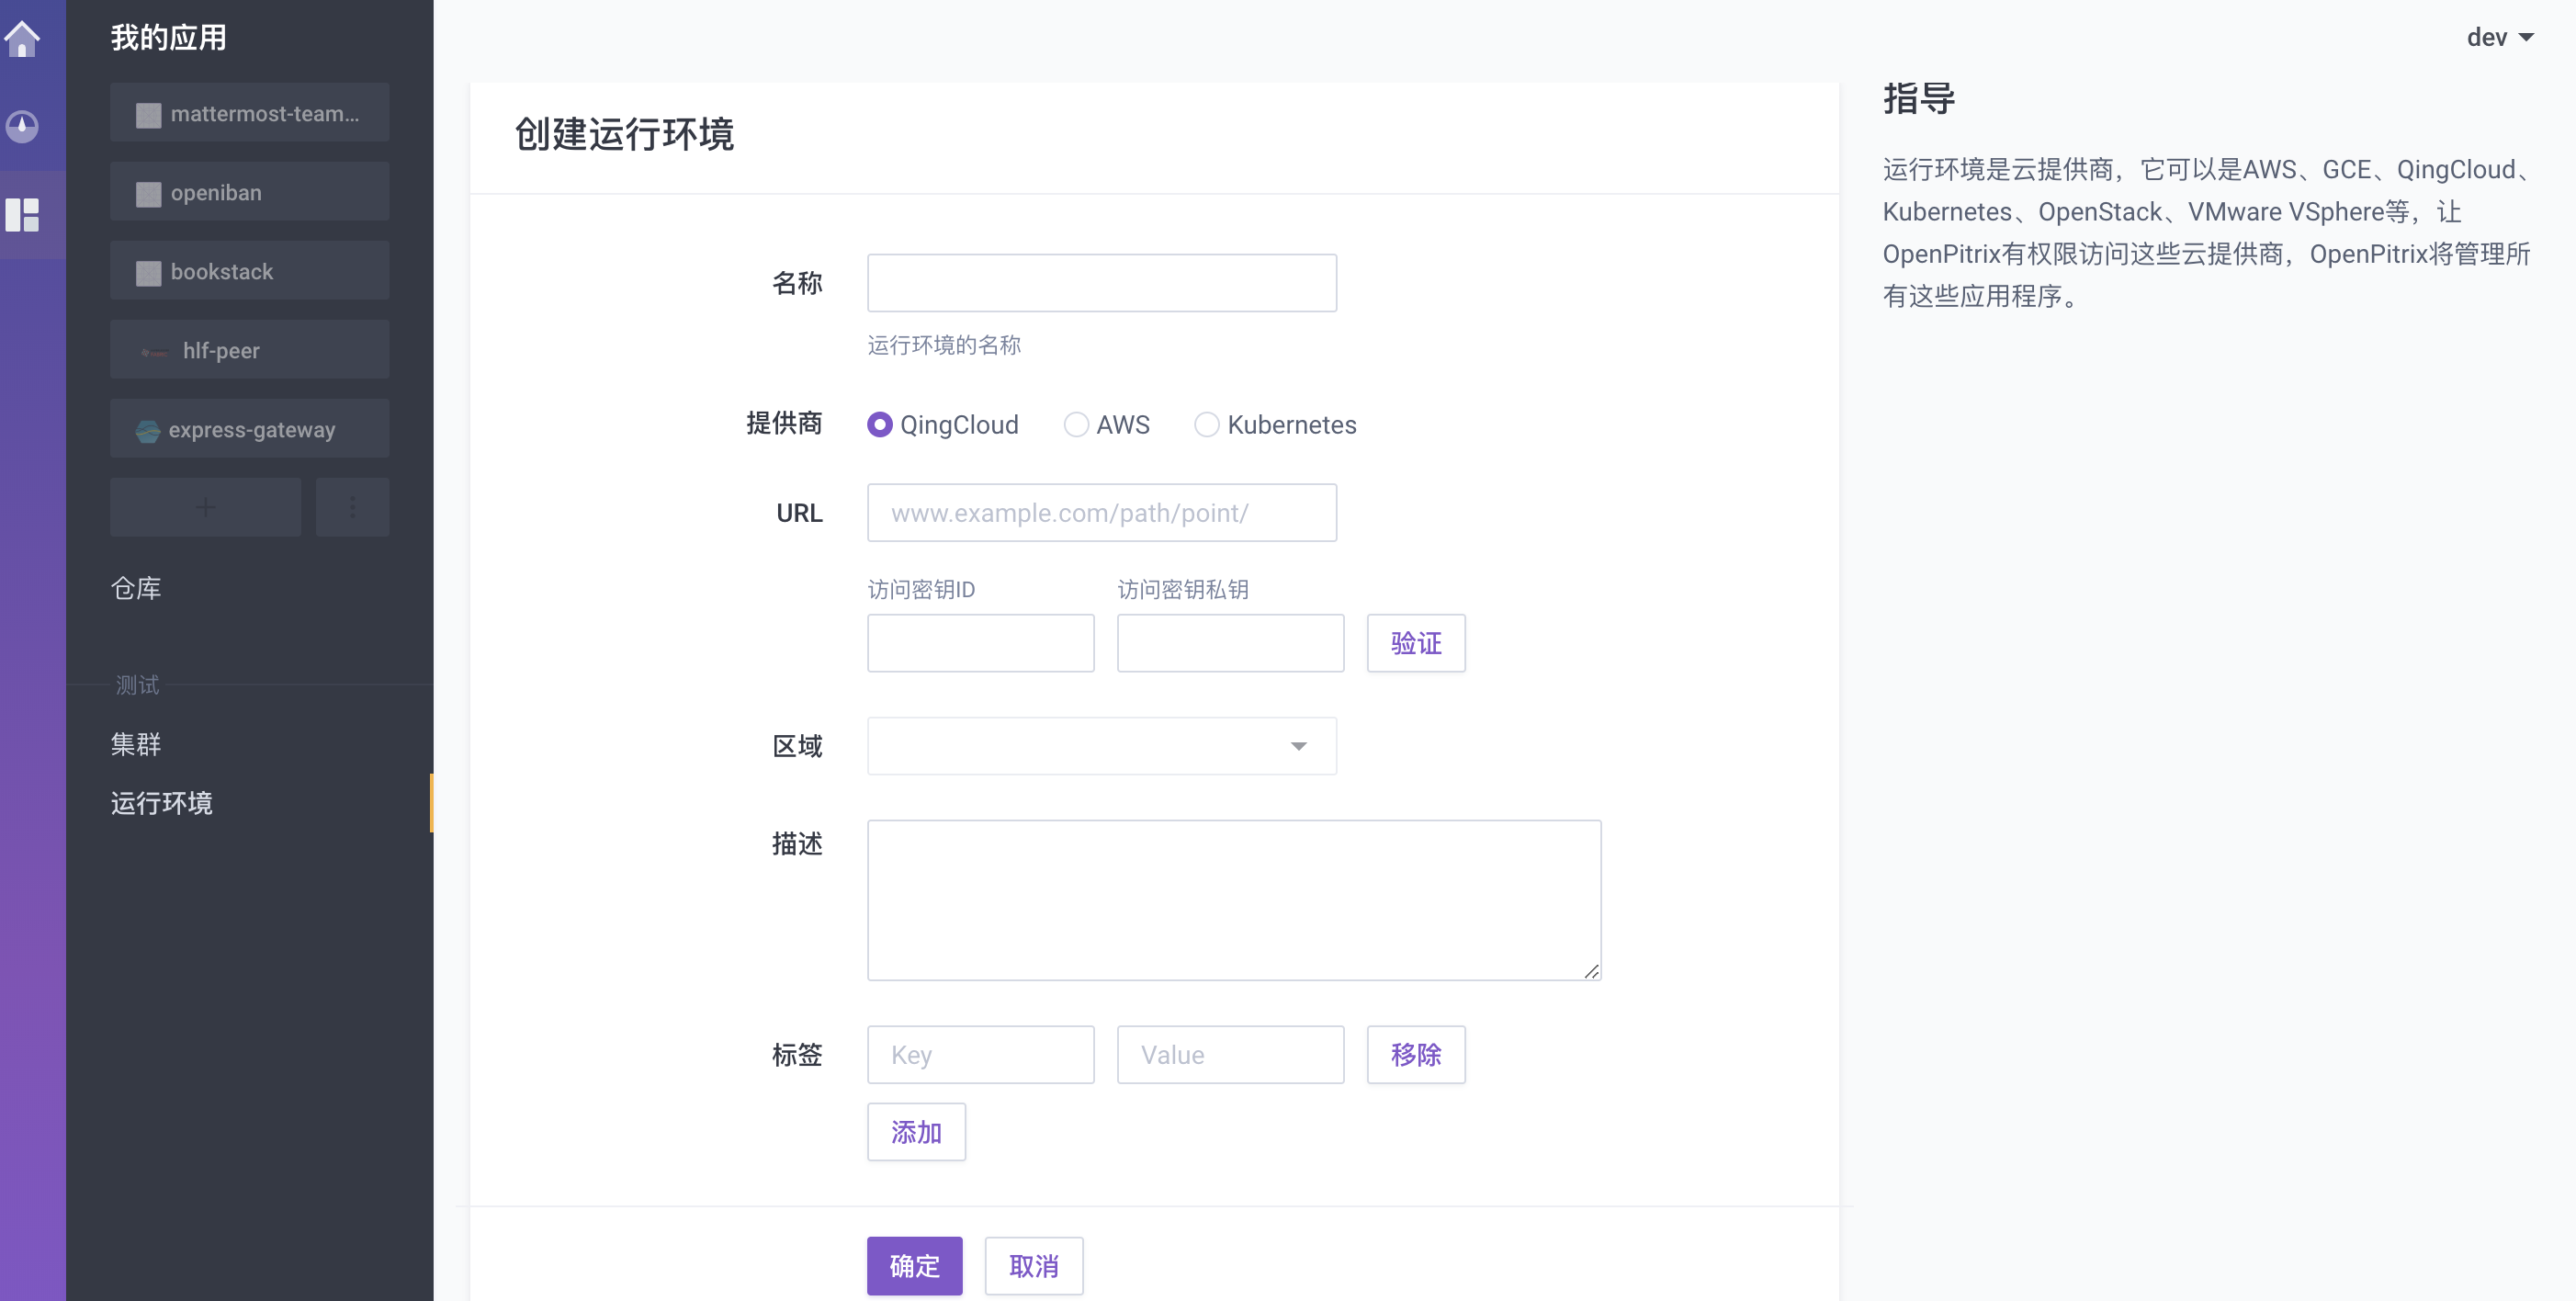 我的应用
mattermost-team...
openiban
bookstack
hlf-peer
express-gateway
仓库
测试
集群
运行环境
dev
创建运行环境
名称
运行环境的名称
提供商 QingCloud AWS Kubernetes
URL www.example.com/path/point/
访问密钥ID 访问密钥私钥
验证
区域
描述
标签 Key Value 移除
添加
确定 取消
指导
运行环境是云提供商，它可以是AWS、GCE、QingCloud、
Kubernetes、OpenStack、VMware VSphere等，让
OpenPitrix有权限访问这些云提供商，OpenPitrix将管理所
有这些应用程序。